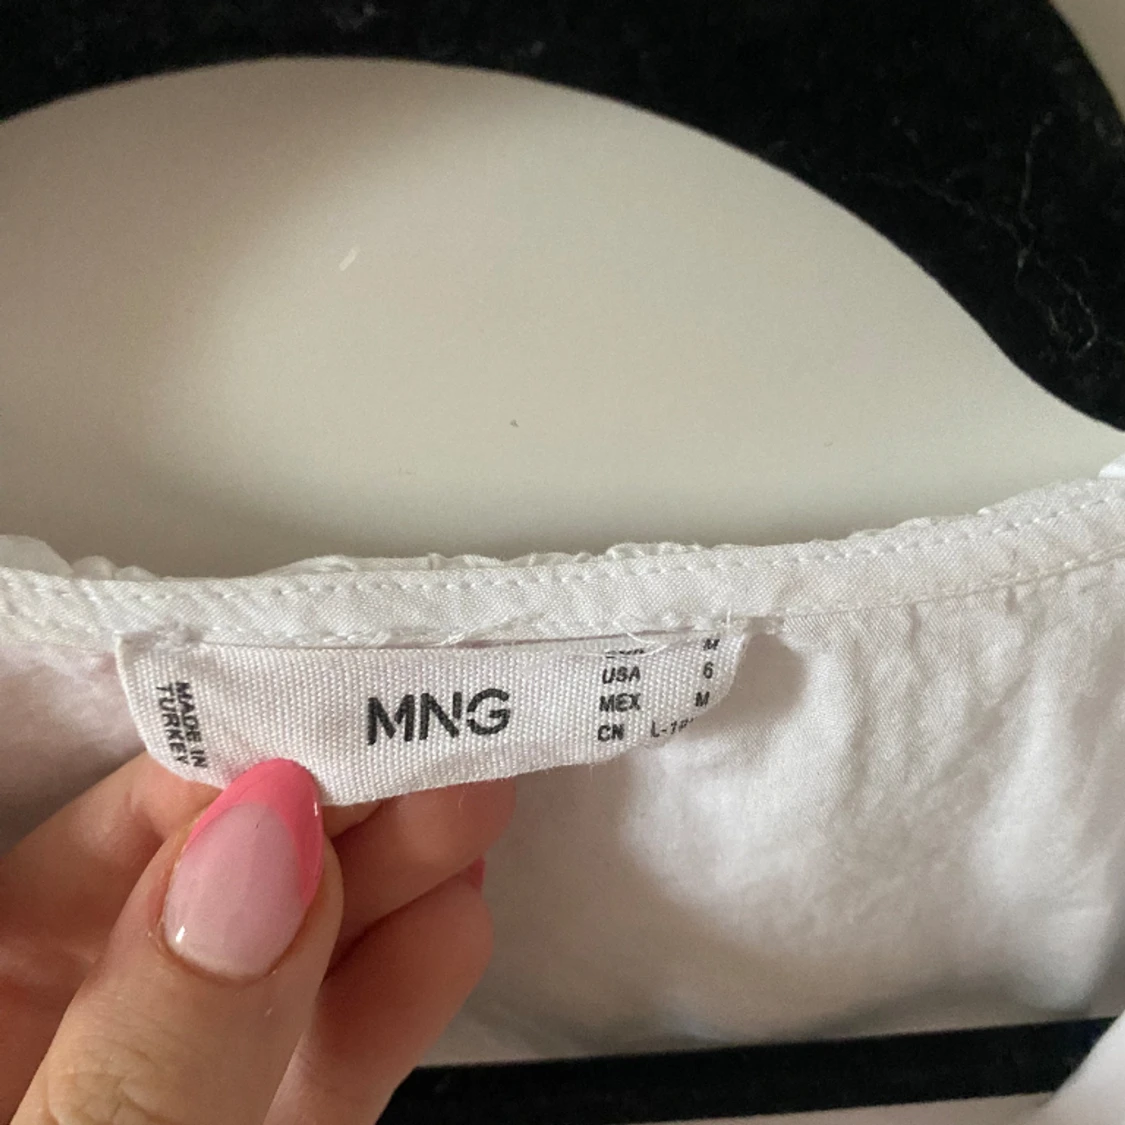 MADE IN
TURKEY
MNG
M
USA 6
MEX M
CN